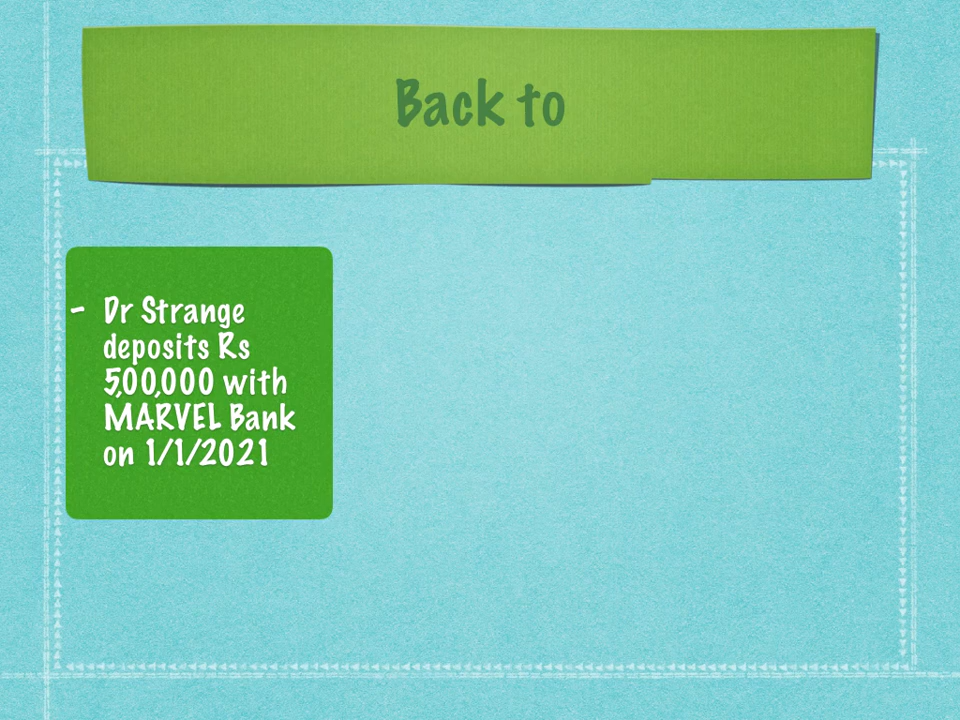 Back to
- Dr Strange
deposits Rs
5,00,000 with
MARVEL Bank
on 1/1/2021